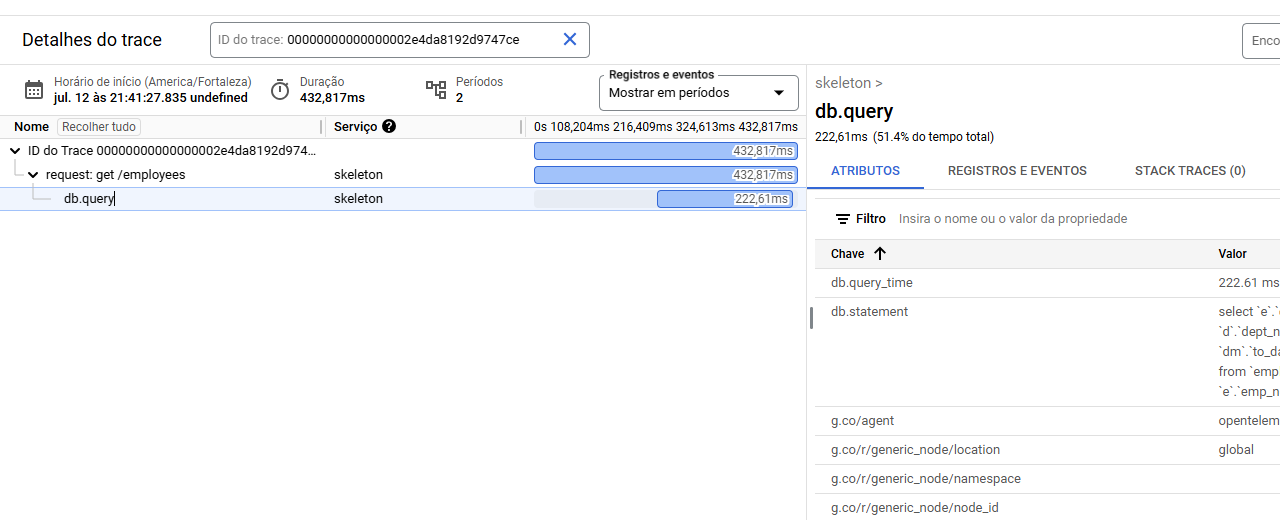 Detalhes do trace
ID do trace: 00000000000000002e4da8192d9747ce
Enco
Horário de início (America/Fortaleza)
jul. 12 às 21:41:27.835 undefined
Duração
432,817ms
Períodos
2
Registros e eventos
Mostrar em períodos
Nome Recolher tudo Serviço 0s 108,204ms 216,409ms 324,613ms 432,817ms
ID do Trace 00000000000000002e4da8192d974... 432,817ms
request: get /employees skeleton 432,817ms
db.query skeleton 222,61ms
skeleton >
db.query
222,61ms (51.4% do tempo total)
ATRIBUTOS REGISTROS E EVENTOS STACK TRACES (0)
Filtro Insira o nome ou o valor da propriedade
Chave Valor
db.query_time 222.61 ms
db.statement select `e`.`
`d`.`dept_n
`dm`.`to_da
from `emp
`e`.`emp_n
g.co/agent opentelem
g.co/r/generic_node/location global
g.co/r/generic_node/namespace
g.co/r/generic_node/node_id